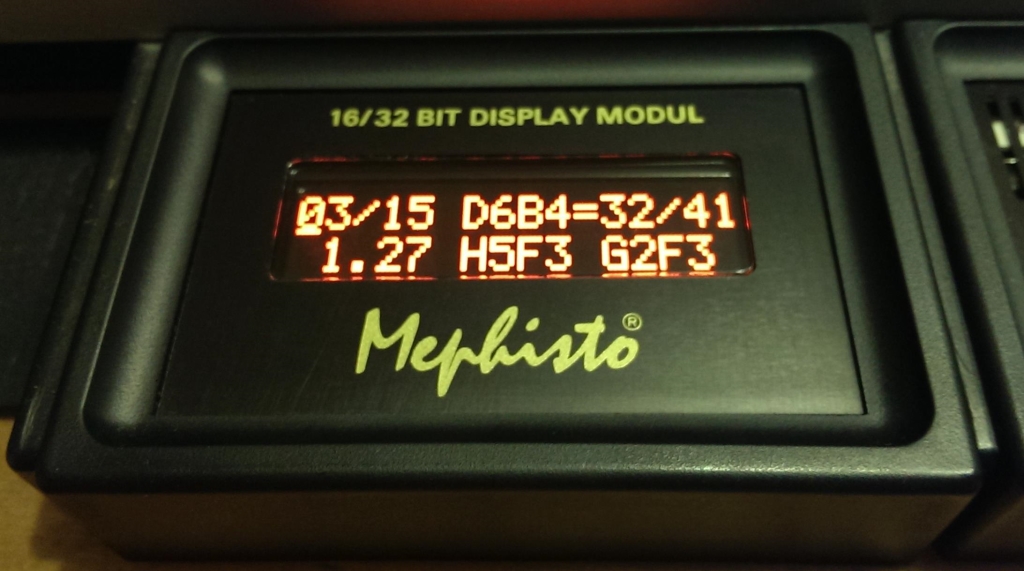 16/32 BIT DISPLAY MODUL
03/15 D6B4=32/41
1.27 H5F3 G2F3
Mephisto®